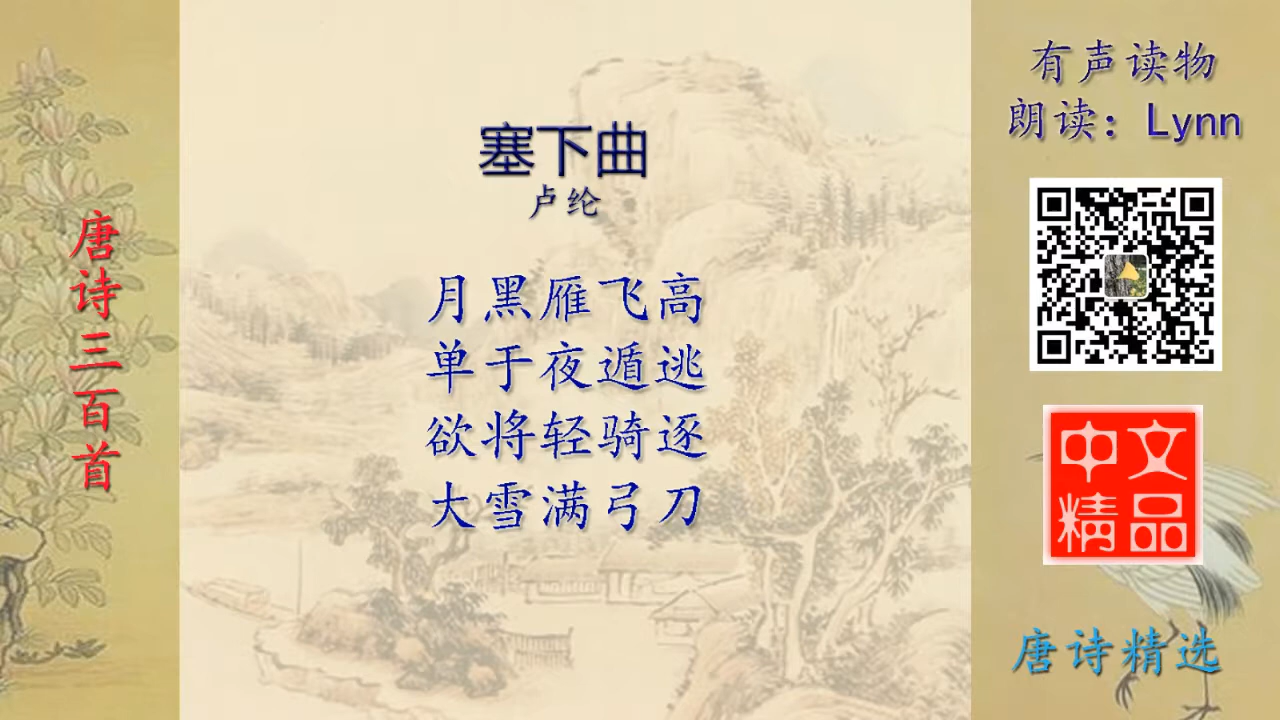 唐诗三百首
塞下曲
卢纶
月黑雁飞高
单于夜遁逃
欲将轻骑逐
大雪满弓刀
有声读物
朗读：Lynn
中文
精品
唐诗精选